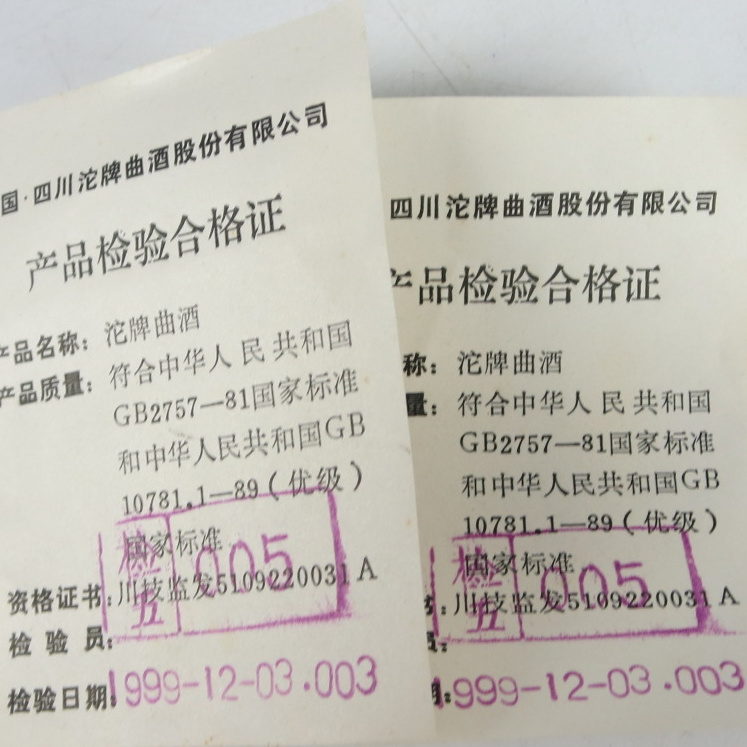 国·四川沱牌曲酒股份有限公司
产品检验合格证
产品名称：沱牌曲酒
产品质量：符合中华人民共和国
GB2757—81国家标准
和中华人民共和国GB
10781.1—89（优级）
国家标准
资格证书：川技监发5109220031A
检验员：
005
检验日期：1999-12-03.003
四川沱牌曲酒股份有限公司
产品检验合格证
称：沱牌曲酒
量：符合中华人民共和国
GB2757—81国家标准
和中华人民共和国GB
10781.1—89（优级）
国家标准
川技监发5109220031A
005
1999-12-03.003